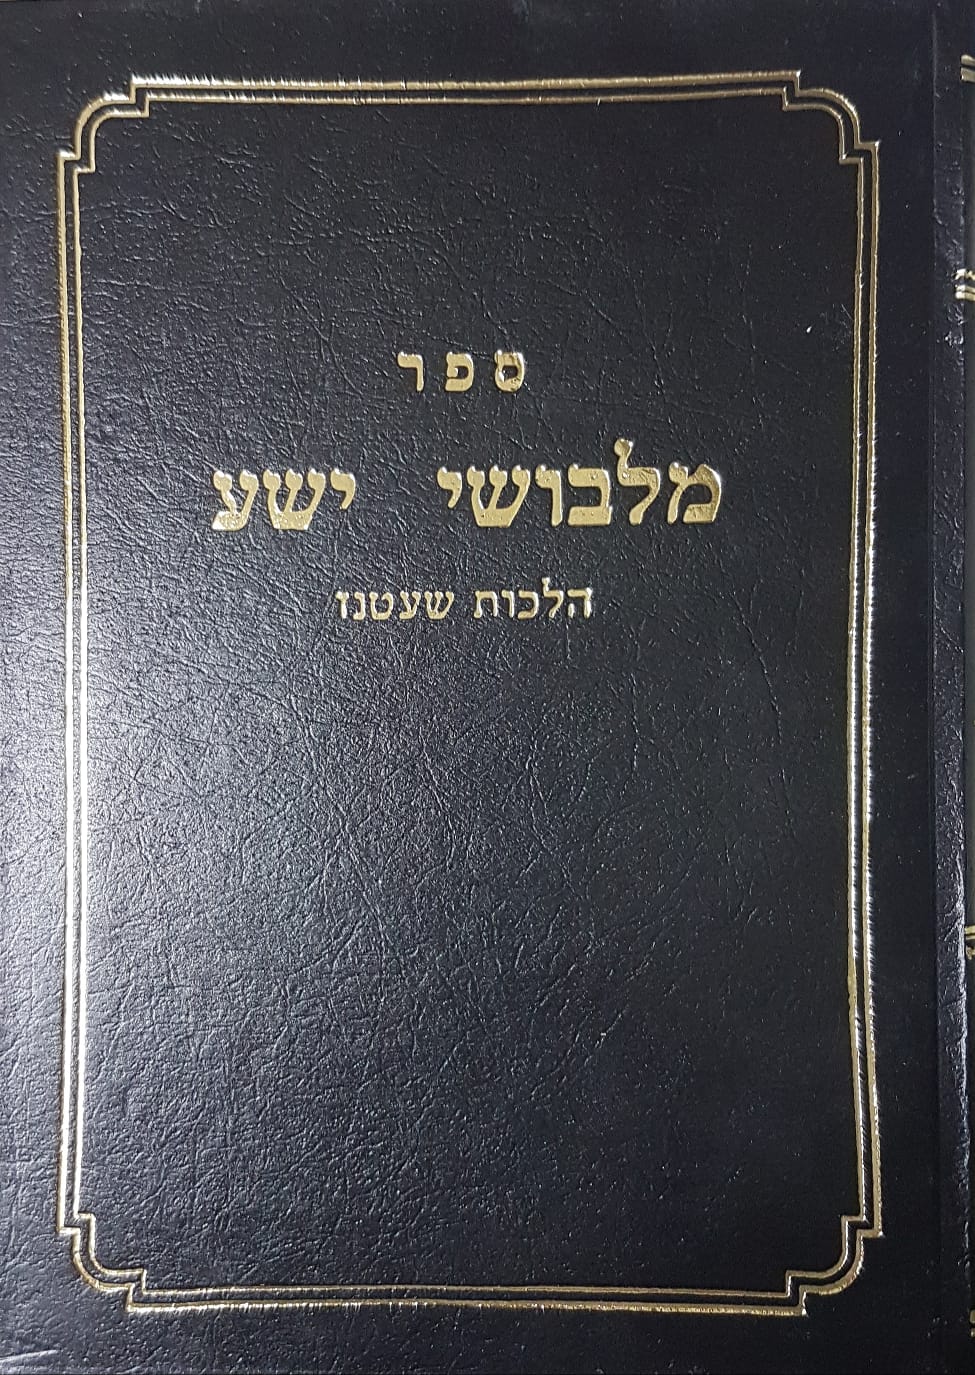 ספר
מלבושי ישע
הלכות שעטנז